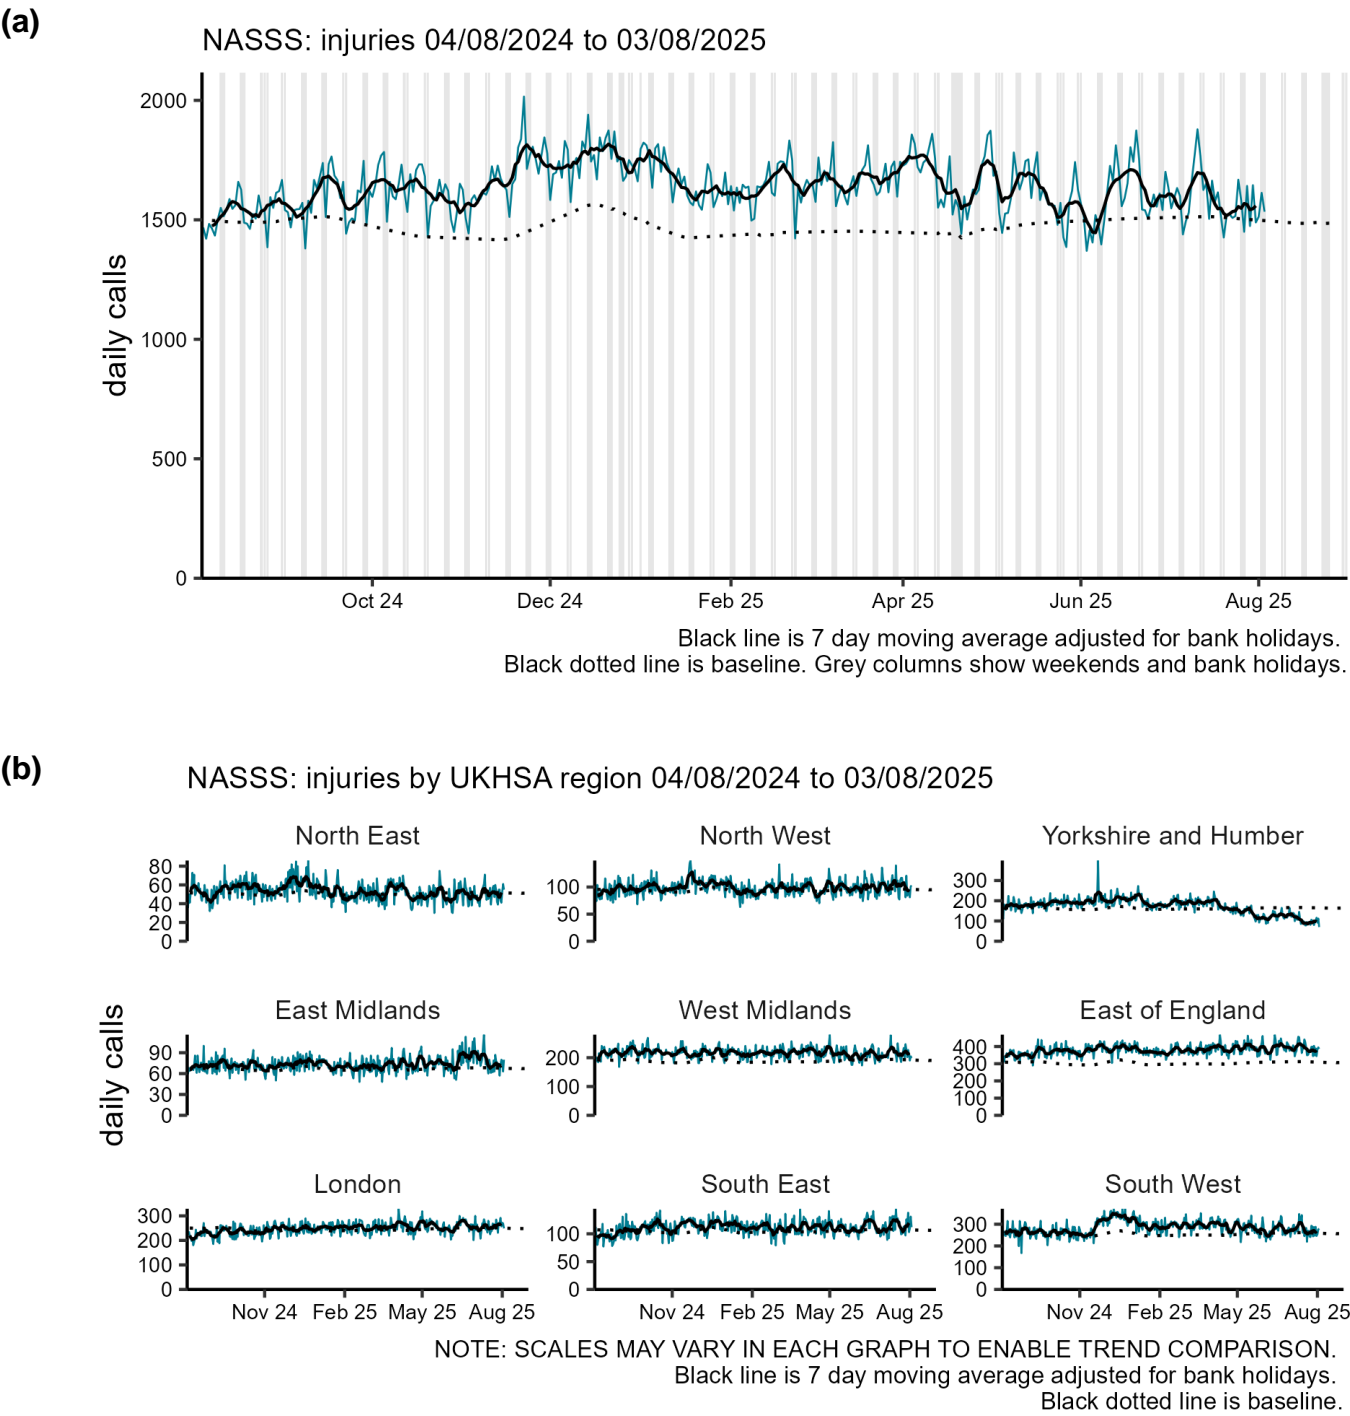 (a)
NASSS: injuries 04/08/2024 to 03/08/2025
2000
1500
1000
500
0
daily calls
Oct 24 Dec 24 Feb 25 Apr 25 Jun 25 Aug 25
Black line is 7 day moving average adjusted for bank holidays.
Black dotted line is baseline. Grey columns show weekends and bank holidays.
(b)
NASSS: injuries by UKHSA region 04/08/2024 to 03/08/2025
daily calls
North East
80
60
40
20
0
North West
100
50
0
Yorkshire and Humber
300
200
100
0
East Midlands
90
60
30
0
West Midlands
200
100
0
East of England
400
300
200
100
0
London
300
200
100
0
Nov 24 Feb 25 May 25 Aug 25
South East
100
50
0
Nov 24 Feb 25 May 25 Aug 25
South West
300
200
100
0
Nov 24 Feb 25 May 25 Aug 25
NOTE: SCALES MAY VARY IN EACH GRAPH TO ENABLE TREND COMPARISON.
Black line is 7 day moving average adjusted for bank holidays.
Black dotted line is baseline.